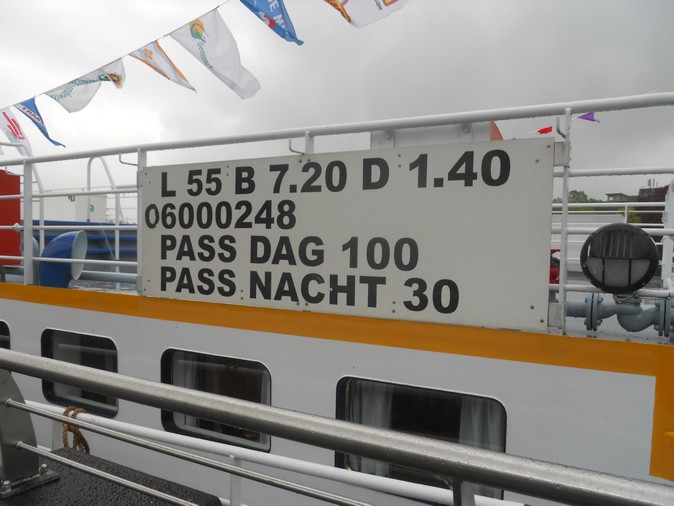 L 55 B 7.20 D 1.40
06000248
PASS DAG 100
PASS NACHT 30